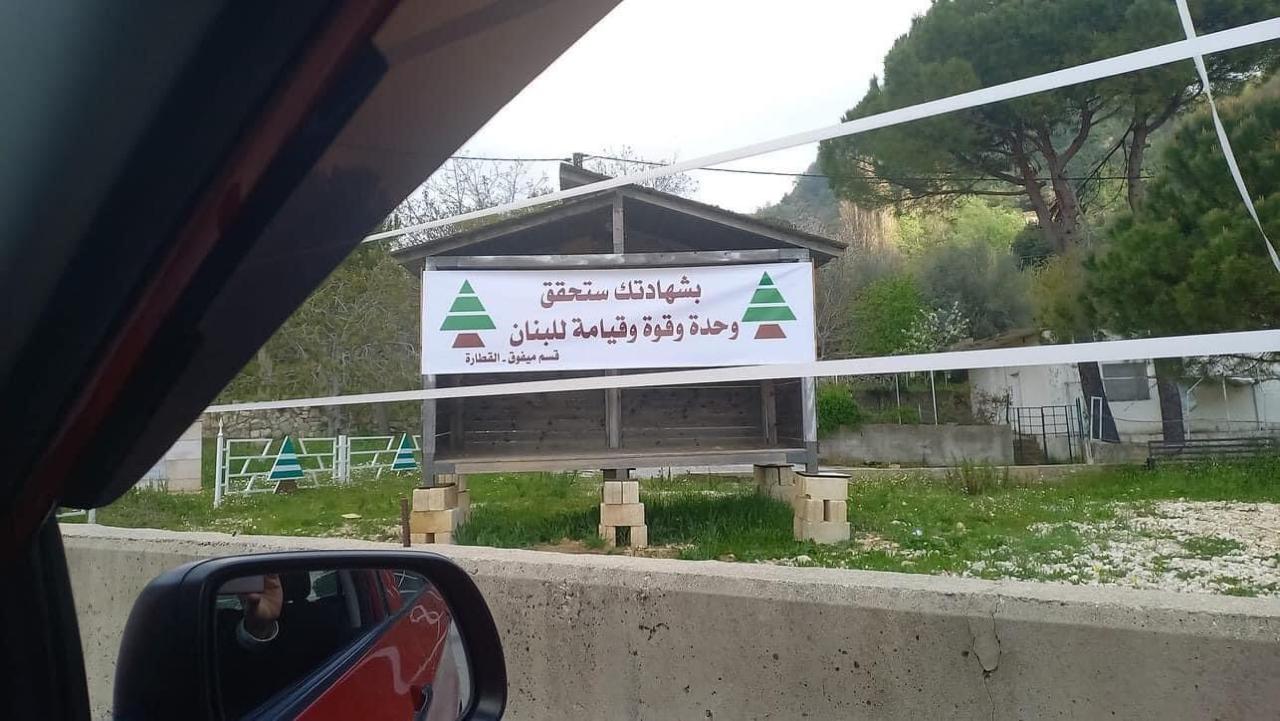 بشهادتك ستحقق
وحدة وقوة وقيامة للبنان
قسم ميفوق - القطارة